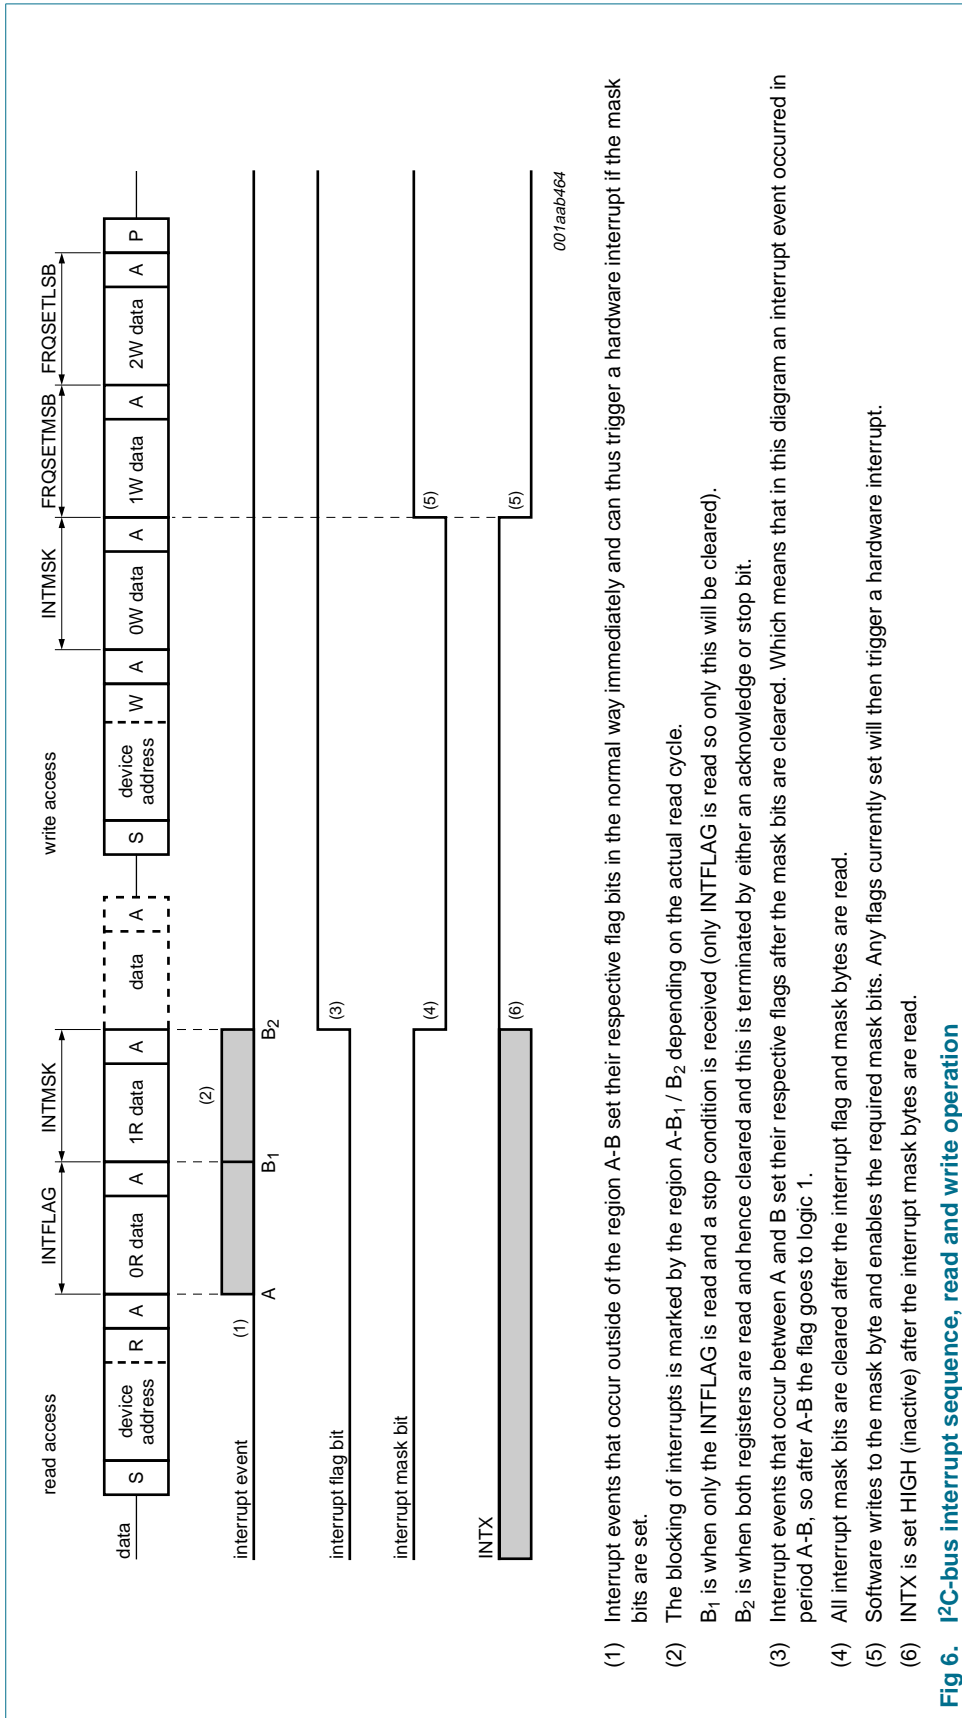 read access
write access
INTFLAG INTMSK INTMSK FRQSETMSB FRQSETLSB
data S device address R A 0R data A 1R data A data A S device address W A 0W data A 1W data A 2W data A P
(1) (2)
interrupt event
A B1 B2
(3)
interrupt flag bit
(4) (5)
interrupt mask bit
INTX
(6) (5)
001aab464
(1) Interrupt events that occur outside of the region A-B set their respective flag bits in the normal way immediately and can thus trigger a hardware interrupt if the mask
bits are set.
(2) The blocking of interrupts is marked by the region A-B1 / B2 depending on the actual read cycle.
B1 is when only the INTFLAG is read and a stop condition is received (only INTFLAG is read so only this will be cleared).
B2 is when both registers are read and hence cleared and this is terminated by either an acknowledge or stop bit.
(3) Interrupt events that occur between A and B set their respective flags after the mask bits are cleared. Which means that in this diagram an interrupt event occurred in
period A-B, so after A-B the flag goes to logic 1.
(4) All interrupt mask bits are cleared after the interrupt flag and mask bytes are read.
(5) Software writes to the mask byte and enables the required mask bits. Any flags currently set will then trigger a hardware interrupt.
(6) INTX is set HIGH (inactive) after the interrupt mask bytes are read.
Fig 6. I²C-bus interrupt sequence, read and write operation